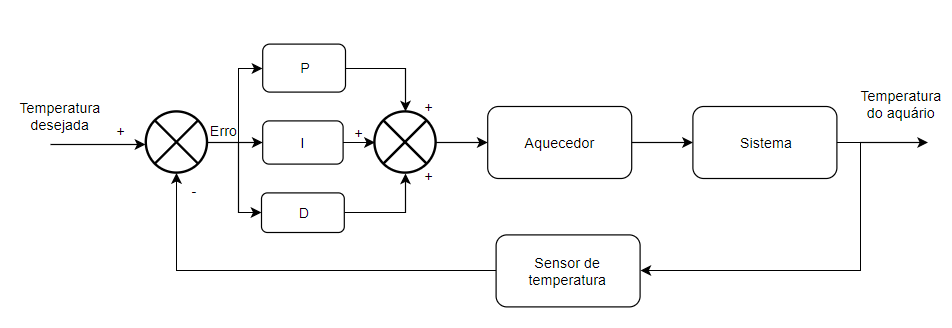 Temperatura
desejada
+
-
Erro
P
I
D
+
+
+
Aquecedor
Sistema
Temperatura
do aquário
Sensor de
temperatura